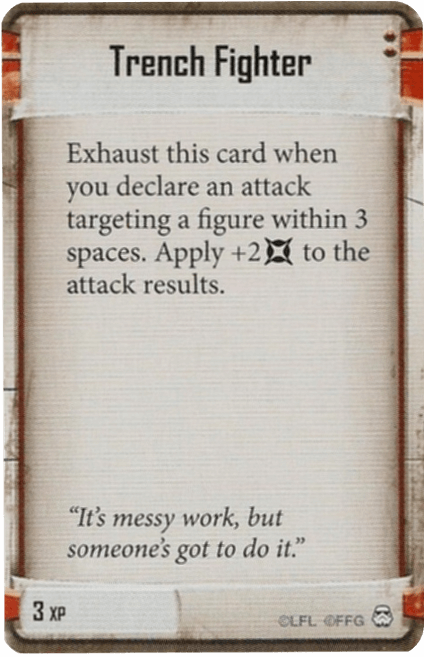 Trench Fighter
Exhaust this card when
you declare an attack
targeting a figure within 3
spaces. Apply +2 to the
attack results.
“It’s messy work, but
someone’s got to do it.”
3 XP
©LFL ©FFG